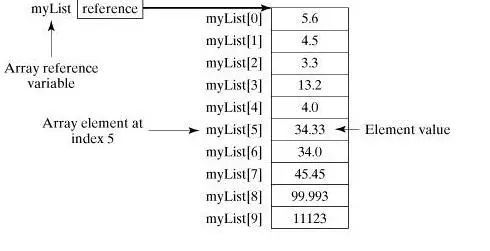 myList reference
myList[0] 5.6
myList[1] 4.5
myList[2] 3.3
Array reference
variable
myList[3] 13.2
myList[4] 4.0
Array element at
index 5
myList[5] 34.33 Element value
myList[6] 34.0
myList[7] 45.45
myList[8] 99.993
myList[9] 11123